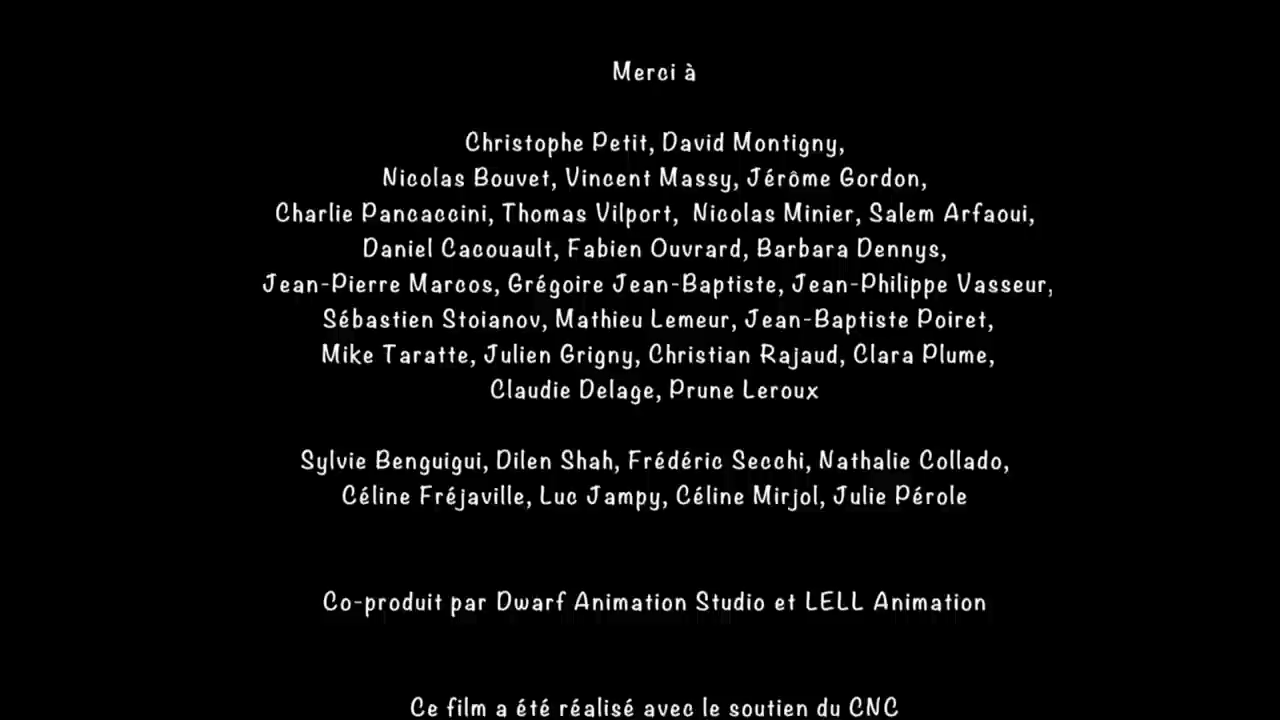 Merci à
Christophe Petit, David Montigny,
Nicolas Bouvet, Vincent Massy, Jérôme Gordon,
Charlie Pancaccini, Thomas Vilport, Nicolas Minier, Salem Arfaoui,
Daniel Cacouault, Fabien Ouvrard, Barbara Dennys,
Jean-Pierre Marcos, Grégoire Jean-Baptiste, Jean-Philippe Vasseur,
Sébastien Stoianov, Mathieu Lemeur, Jean-Baptiste Poiret,
Mike Taratte, Julien Grigny, Christian Rajaud, Clara Plume,
Claudie Delage, Prune Leroux
Sylvie Benguigui, Dilen Shah, Frédéric Secchi, Nathalie Collado,
Céline Fréjaville, Luc Jampy, Céline Mirjol, Julie Pérole
Co-produit par Dwarf Animation Studio et LELL Animation
Ce film a été réalisé avec le soutien du CNC